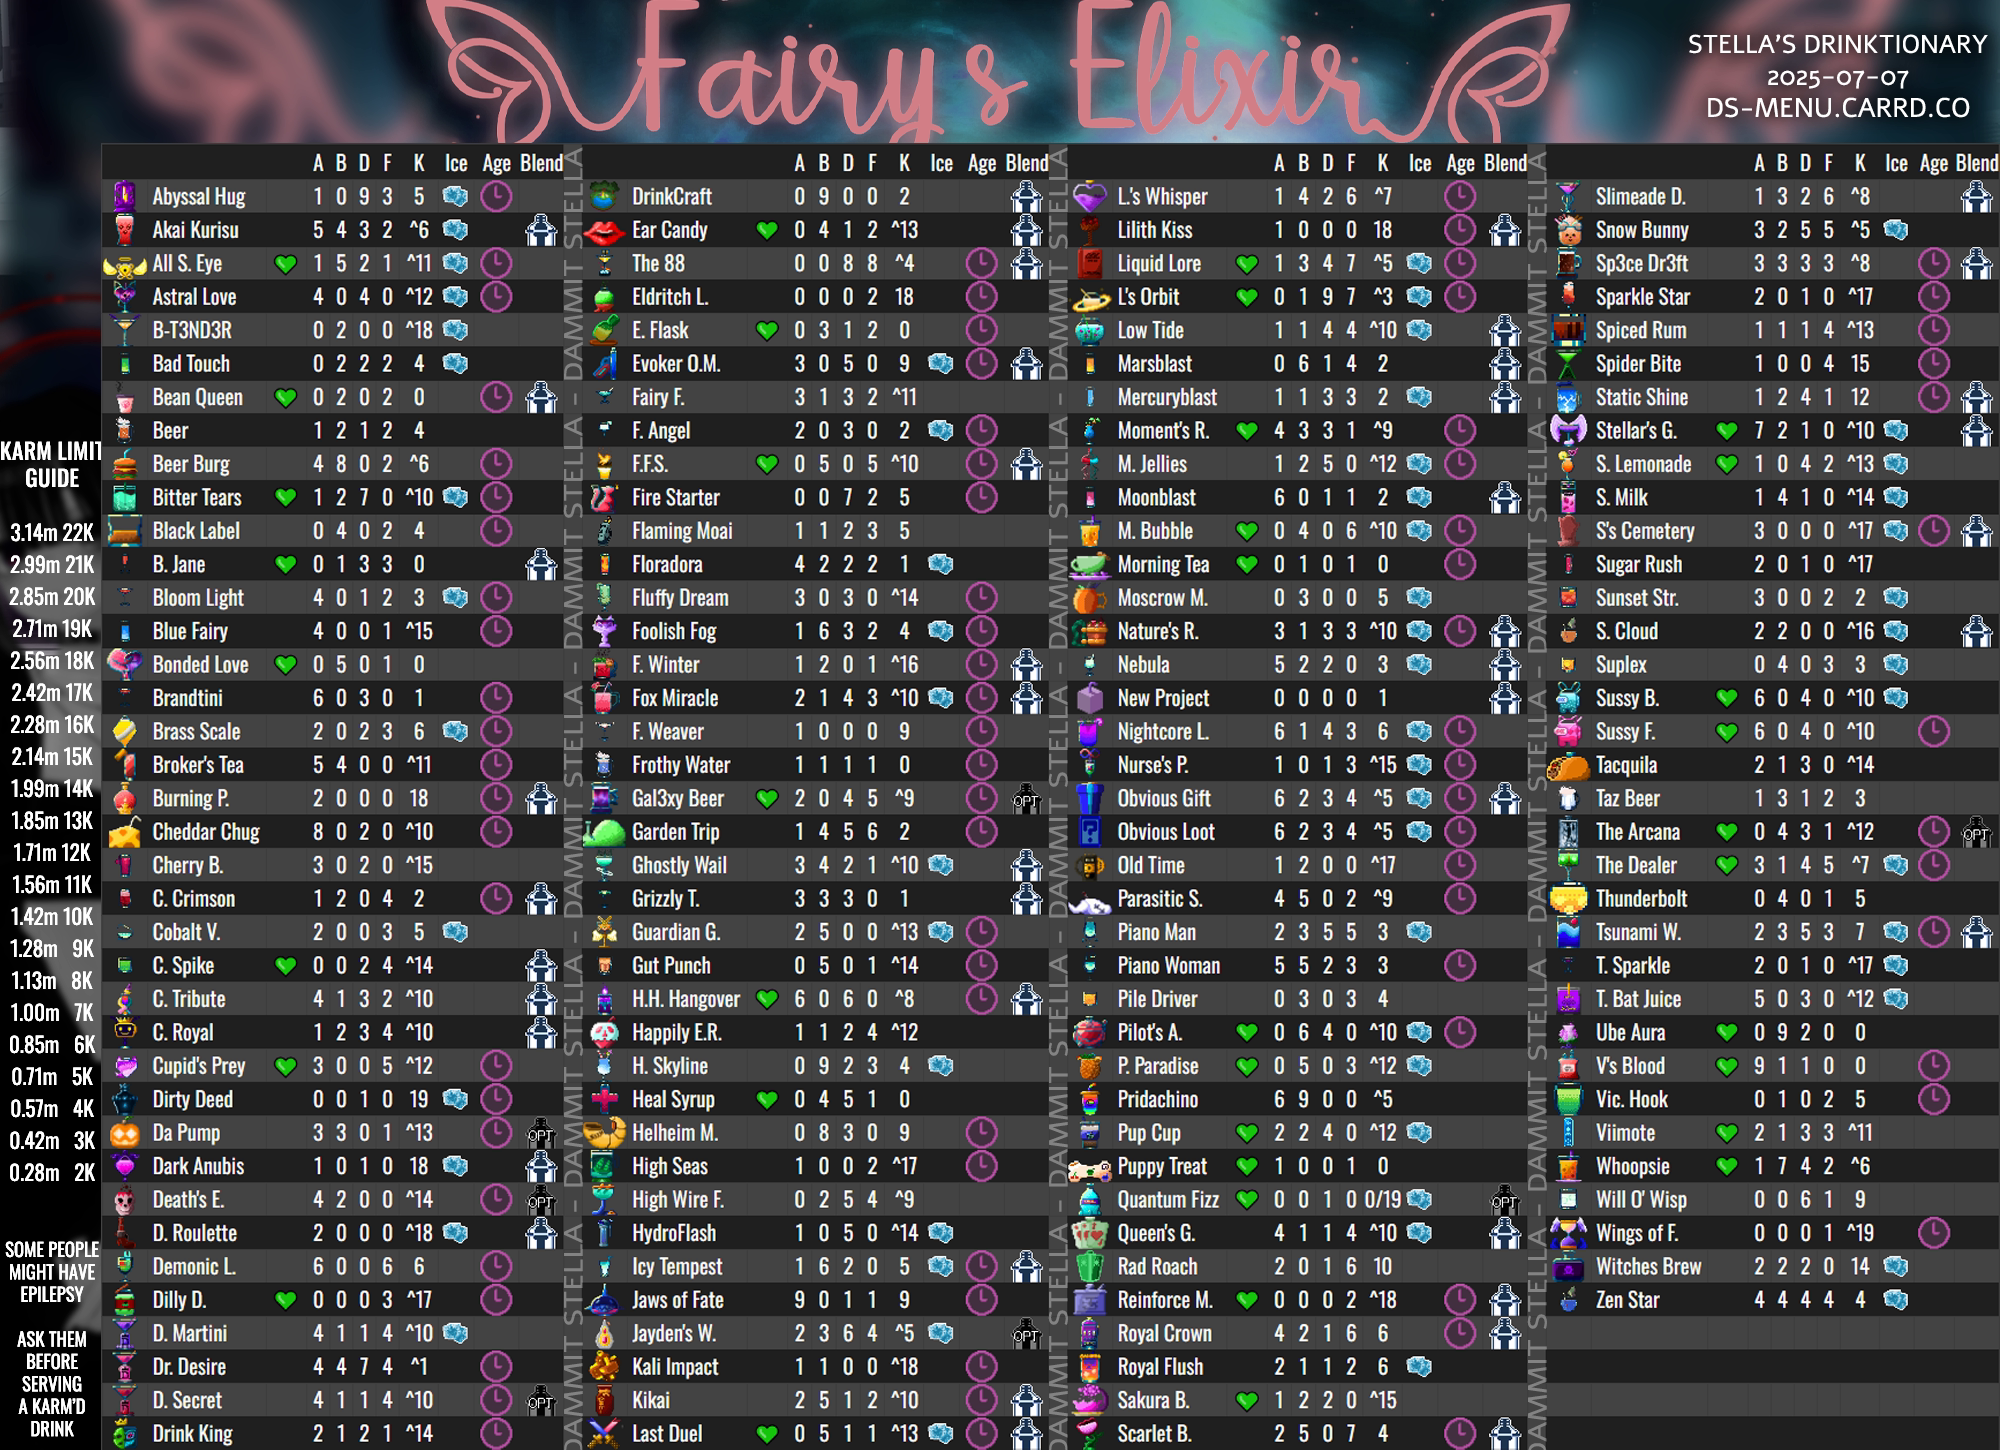 Fairy's Elixir
STELLA'S DRINKTIONARY
2025-07-07
DS-MENU.CARRD.CO
KARM LIMIT
GUIDE
3.14m 22K
2.99m 21K
2.85m 20K
2.71m 19K
2.56m 18K
2.42m 17K
2.28m 16K
2.14m 15K
1.99m 14K
1.85m 13K
1.71m 12K
1.56m 11K
1.42m 10K
1.28m 9K
1.13m 8K
1.00m 7K
0.85m 6K
0.71m 5K
0.57m 4K
0.42m 3K
0.28m 2K
SOME PEOPLE
MIGHT HAVE
EPILEPSY
ASK THEM
BEFORE
SERVING
A KARM'D
DRINK
A B D F K Ice Age Blend
Abyssal Hug 1 0 9 3 5
Akai Kurisu 5 4 3 2 ^6
All S. Eye 1 5 2 1 ^11
Astral Love 4 0 4 0 ^12
B-T3ND3R 0 2 0 0 ^18
Bad Touch 0 2 2 2 4
Bean Queen 0 2 0 2 0
Beer 1 2 1 2 4
Beer Burg 4 8 0 2 ^6
Bitter Tears 1 2 7 0 ^10
Black Label 0 4 0 2 4
B. Jane 0 1 3 3 0
Bloom Light 4 0 1 2 3
Blue Fairy 4 0 0 1 ^15
Bonded Love 0 5 0 1 0
Brandtini 6 0 3 0 1
Brass Scale 2 0 2 3 6
Broker's Tea 5 4 0 0 ^11
Burning P. 2 0 0 0 18
Cheddar Chug 8 0 2 0 ^10
Cherry B. 3 0 2 0 ^15
C. Crimson 1 2 0 4 2
Cobalt V. 2 0 0 3 5
C. Spike 0 0 2 4 ^14
C. Tribute 4 1 3 2 ^10
C. Royal 1 2 3 4 ^10
Cupid's Prey 3 0 0 5 ^12
Dirty Deed 0 0 1 0 19
Da Pump 3 3 0 1 ^13 OPT
Dark Anubis 1 0 1 0 18
Death's E. 4 2 0 0 ^14 OPT
D. Roulette 2 0 0 0 ^18
Demonic L. 6 0 0 6 6
Dilly D. 0 0 0 3 ^17
D. Martini 4 1 1 4 ^10
Dr. Desire 4 4 7 4 ^1
D. Secret 4 1 1 4 ^10 OPT
Drink King 2 1 2 1 ^14
DAMMIT STELLA - DAMMIT STELLA - DAMMIT STELLA - DAMMIT STELLA
A B D F K Ice Age Blend
DrinkCraft 0 9 0 0 2
Ear Candy 0 4 1 2 ^13
The 88 0 0 8 8 ^4
Eldritch L. 0 0 0 2 18
E. Flask 0 3 1 2 0
Evoker O.M. 3 0 5 0 9
Fairy F. 3 1 3 2 ^11
F. Angel 2 0 3 0 2
F.F.S. 0 5 0 5 ^10
Fire Starter 0 0 7 2 5
Flaming Moai 1 1 2 3 5
Floradora 4 2 2 2 1
Fluffy Dream 3 0 3 0 ^14
Foolish Fog 1 6 3 2 4
F. Winter 1 2 0 1 ^16
Fox Miracle 2 1 4 3 ^10
F. Weaver 1 0 0 0 9
Frothy Water 1 1 1 1 0
Gal3xy Beer 2 0 4 5 ^9 OPT
Garden Trip 1 4 5 6 2
Ghostly Wail 3 4 2 1 ^10
Grizzly T. 3 3 3 0 1
Guardian G. 2 5 0 0 ^13
Gut Punch 0 5 0 1 ^14
H.H. Hangover 6 0 6 0 ^8
Happily E.R. 1 1 2 4 ^12
H. Skyline 0 9 2 3 4
Heal Syrup 0 4 5 1 0
Helheim M. 0 8 3 0 9
High Seas 1 0 0 2 ^17
High Wire F. 0 2 5 4 ^9
HydroFlash 1 0 5 0 ^14
Icy Tempest 1 6 2 0 5
Jaws of Fate 9 0 1 1 9
Jayden's W. 2 3 6 4 ^5 OPT
Kali Impact 1 1 0 0 ^18
Kikai 2 5 1 2 ^10
Last Duel 0 5 1 1 ^13
DAMMIT STELLA - DAMMIT STELLA - DAMMIT STELLA - DAMMIT STELLA
A B D F K Ice Age Blend
L.'s Whisper 1 4 2 6 ^7
Lilith Kiss 1 0 0 0 18
Liquid Lore 1 3 4 7 ^5
L's Orbit 0 1 9 7 ^3
Low Tide 1 1 4 4 ^10
Marsblast 0 6 1 4 2
Mercuryblast 1 1 3 3 2
Moment's R. 4 3 3 1 ^9
M. Jellies 1 2 5 0 ^12
Moonblast 6 0 1 1 2
M. Bubble 0 4 0 6 ^10
Morning Tea 0 1 0 1 0
Moscrow M. 0 3 0 0 5
Nature's R. 3 1 3 3 ^10
Nebula 5 2 2 0 3
New Project 0 0 0 0 1
Nightcore L. 6 1 4 3 6
Nurse's P. 1 0 1 3 ^15
Obvious Gift 6 2 3 4 ^5
Obvious Loot 6 2 3 4 ^5
Old Time 1 2 0 0 ^17
Parasitic S. 4 5 0 2 ^9
Piano Man 2 3 5 5 3
Piano Woman 5 5 2 3 3
Pile Driver 0 3 0 3 4
Pilot's A. 0 6 4 0 ^10
P. Paradise 0 5 0 3 ^12
Pridachino 6 9 0 0 ^5
Pup Cup 2 2 4 0 ^12
Puppy Treat 1 0 0 1 0
Quantum Fizz 0 0 1 0 0/19 OPT
Queen's G. 4 1 1 4 ^10
Rad Roach 2 0 1 6 10
Reinforce M. 0 0 0 2 ^18
Royal Crown 4 2 1 6 6
Royal Flush 2 1 1 2 6
Sakura B. 1 2 2 0 ^15
Scarlet B. 2 5 0 7 4
DAMMIT STELLA - DAMMIT STELLA - DAMMIT STELLA - DAMMIT STELLA
A B D F K Ice Age Blend
Slimeade D. 1 3 2 6 ^8
Snow Bunny 3 2 5 5 ^5
Sp3ce Dr3ft 3 3 3 3 ^8
Sparkle Star 2 0 1 0 ^17
Spiced Rum 1 1 1 4 ^13
Spider Bite 1 0 0 4 15
Static Shine 1 2 4 1 12
Stellar's G. 7 2 1 0 ^10
S. Lemonade 1 0 4 2 ^13
S. Milk 1 4 1 0 ^14
S's Cemetery 3 0 0 0 ^17
Sugar Rush 2 0 1 0 ^17
Sunset Str. 3 0 0 2 2
S. Cloud 2 2 0 0 ^16
Suplex 0 4 0 3 3
Sussy B. 6 0 4 0 ^10
Sussy F. 6 0 4 0 ^10
Tacquila 2 1 3 0 ^14
Taz Beer 1 3 1 2 3
The Arcana 0 4 3 1 ^12 OPT
The Dealer 3 1 4 5 ^7
Thunderbolt 0 4 0 1 5
Tsunami W. 2 3 5 3 7
T. Sparkle 2 0 1 0 ^17
T. Bat Juice 5 0 3 0 ^12
Ube Aura 0 9 2 0 0
V's Blood 9 1 1 0 0
Vic. Hook 0 1 0 2 5
Viimote 2 1 3 3 ^11
Whoopsie 1 7 4 2 ^6
Will O' Wisp 0 0 6 1 9
Wings of F. 0 0 0 1 ^19
Witches Brew 2 2 2 0 14
Zen Star 4 4 4 4 4